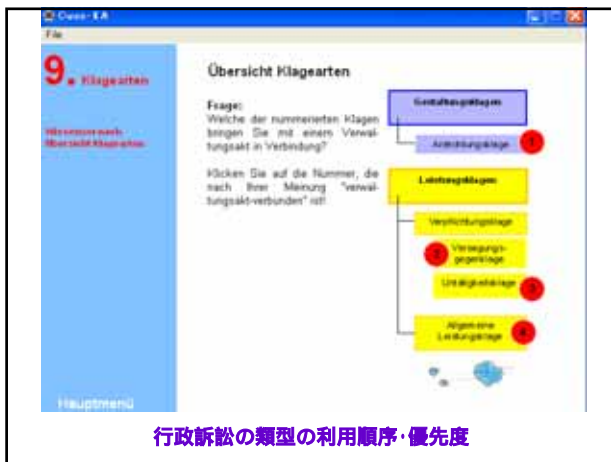 File
9. Klagearten
Übersicht Klagearten
Frage:
Welche der nummerierten Klagen
bringen Sie mit einem Verwal-
tungsakt in Verbindung?
Klicken Sie auf die Nummer, die
nach Ihrer Meinung "verwal-
tungsakt-verbunden" ist!
Gestaltungsklagen
Anfechtungsklage
1
Leistungsklagen
Verpflichtungsklage
2
Versagungs-
gegenklage
Untätigkeitsklage
3
Allgemeine
Leistungsklage
4
Hauptmenü
行政訴訟の類型の利用順序・優先度